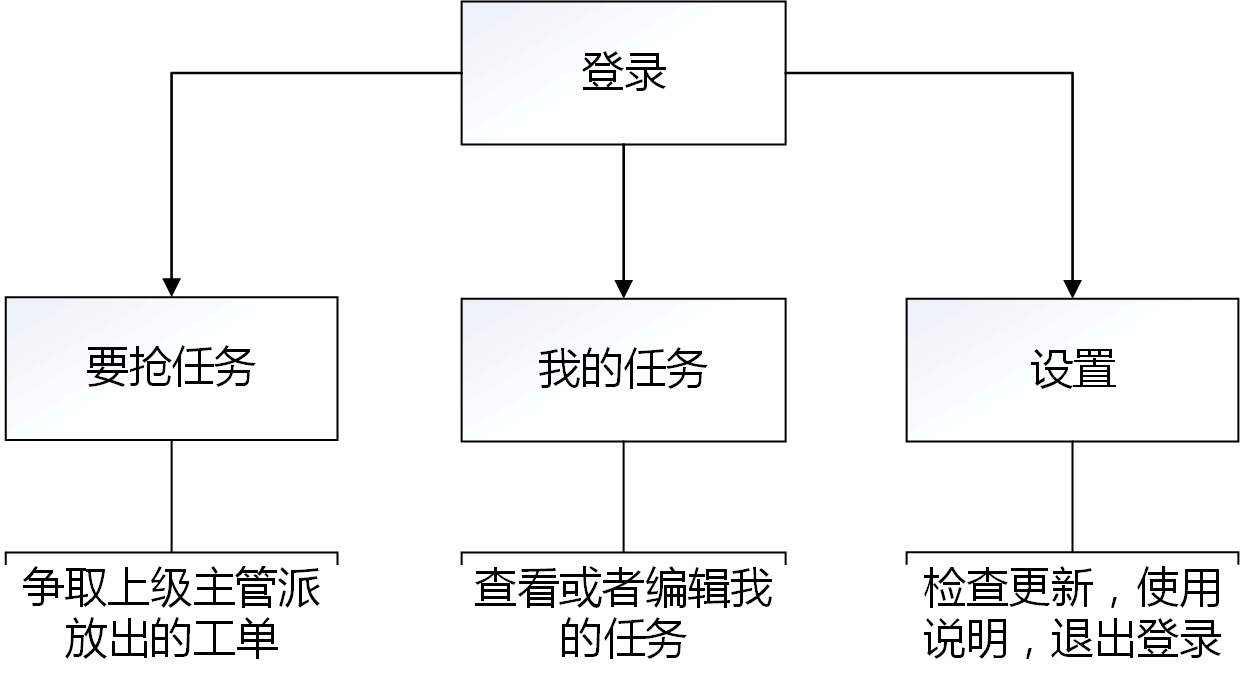 登录
要抢任务
我的任务
设置
争取上级主管派
放出的工单
查看或者编辑我
的任务
检查更新，使用
说明，退出登录